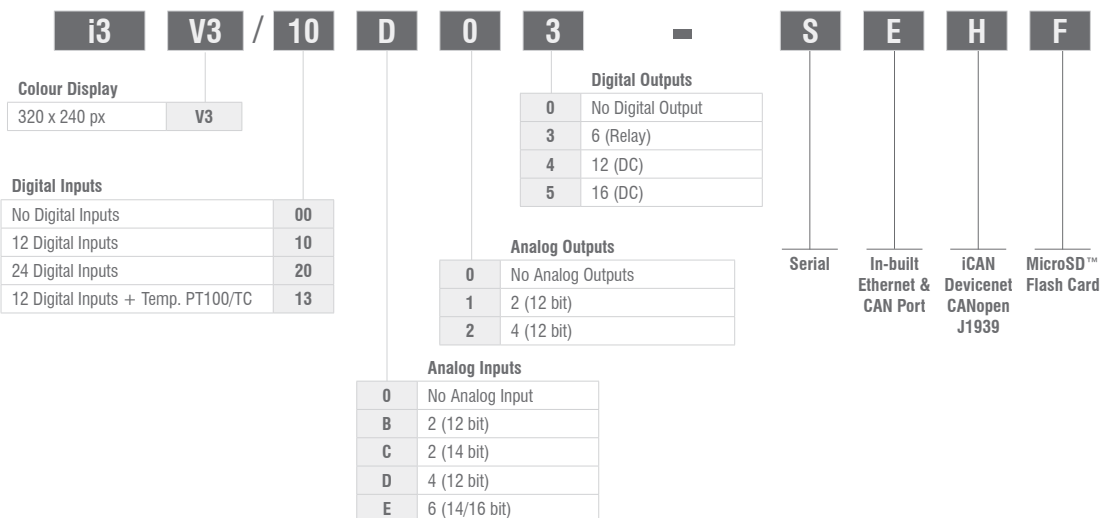 i3 V3 / 10 D 0 3 - S E H F
Colour Display
320 x 240 px V3
Digital Inputs
No Digital Inputs 00
12 Digital Inputs 10
24 Digital Inputs 20
12 Digital Inputs + Temp. PT100/TC 13
Digital Outputs
0 No Digital Output
3 6 (Relay)
4 12 (DC)
5 16 (DC)
Analog Outputs
0 No Analog Outputs
1 2 (12 bit)
2 4 (12 bit)
Analog Inputs
0 No Analog Input
B 2 (12 bit)
C 2 (14 bit)
D 4 (12 bit)
E 6 (14/16 bit)
Serial
In-built
Ethernet &
CAN Port
iCAN
Devicenet
CANopen
J1939
MicroSD™
Flash Card